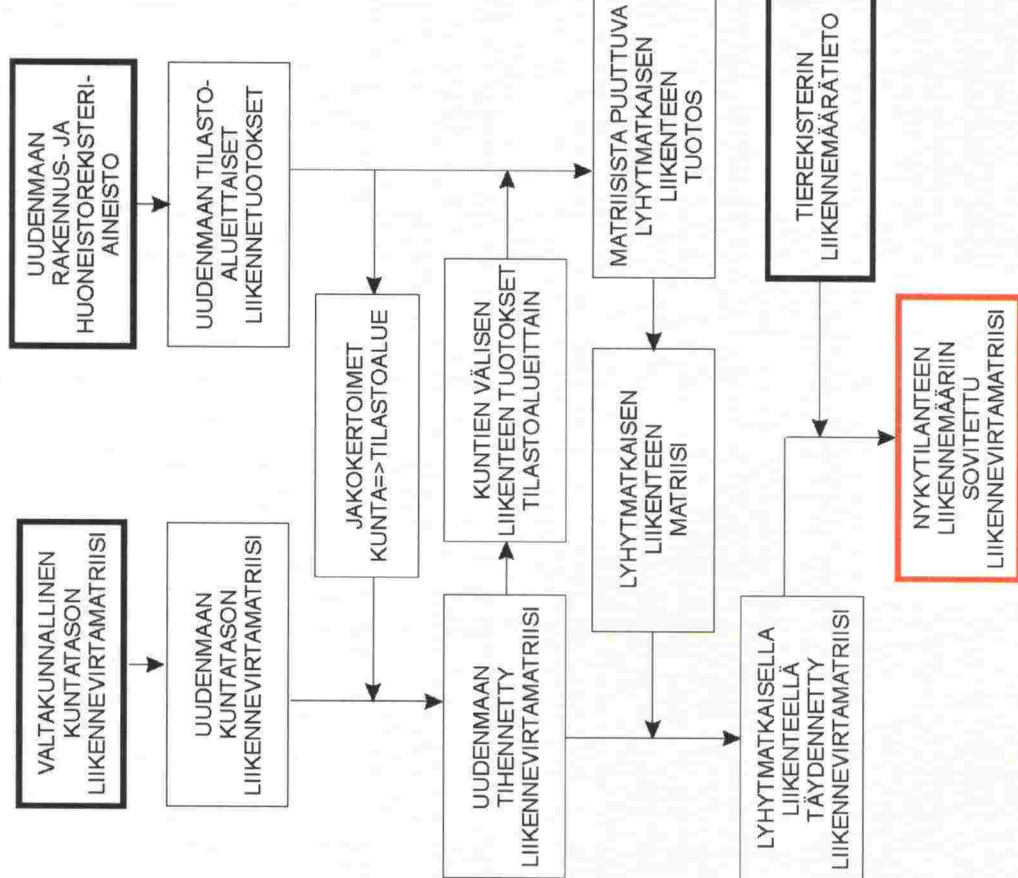 VALTAKUNNALLINEN
KUNTATASON
LIIKENNEVIRTAMATRIISI
UUDENMAAN
RAKENNUS- JA
HUONEISTOREKISTERI-
AINEISTO
UUDENMAAN
KUNTATASON
LIIKENNEVIRTAMATRIISI
UUDENMAAN TILASTO-
ALUEITTAISET
LIIKENNETUOTOKSET
JAKOKERTOIMET
KUNTA=>TILASTOALUE
UUDENMAAN
TIHENNETTY
LIIKENNEVIRTAMATRIISI
KUNTIEN VÄLISEN
LIIKENTEEN TUOTOKSET
TILASTOALUEITTAIN
MATRIISISTA PUUTTUVA
LYHYTMATKAISEN
LIIKENTEEN
TUOTOS
LYHYTMATKAISEN
LIIKENTEEN
MATRIISI
LYHYTMATKAISELLA
LIIKENTEELLÄ
TÄYDENNETTY
LIIKENNEVIRTAMATRIISI
TIEREKISTERIN
LIIKENNEMÄÄRÄTIETO
NYKYTILANTEEN
LIIKENNEMÄÄRIIN
SOVITETTU
LIIKENNEVIRTAMATRIISI